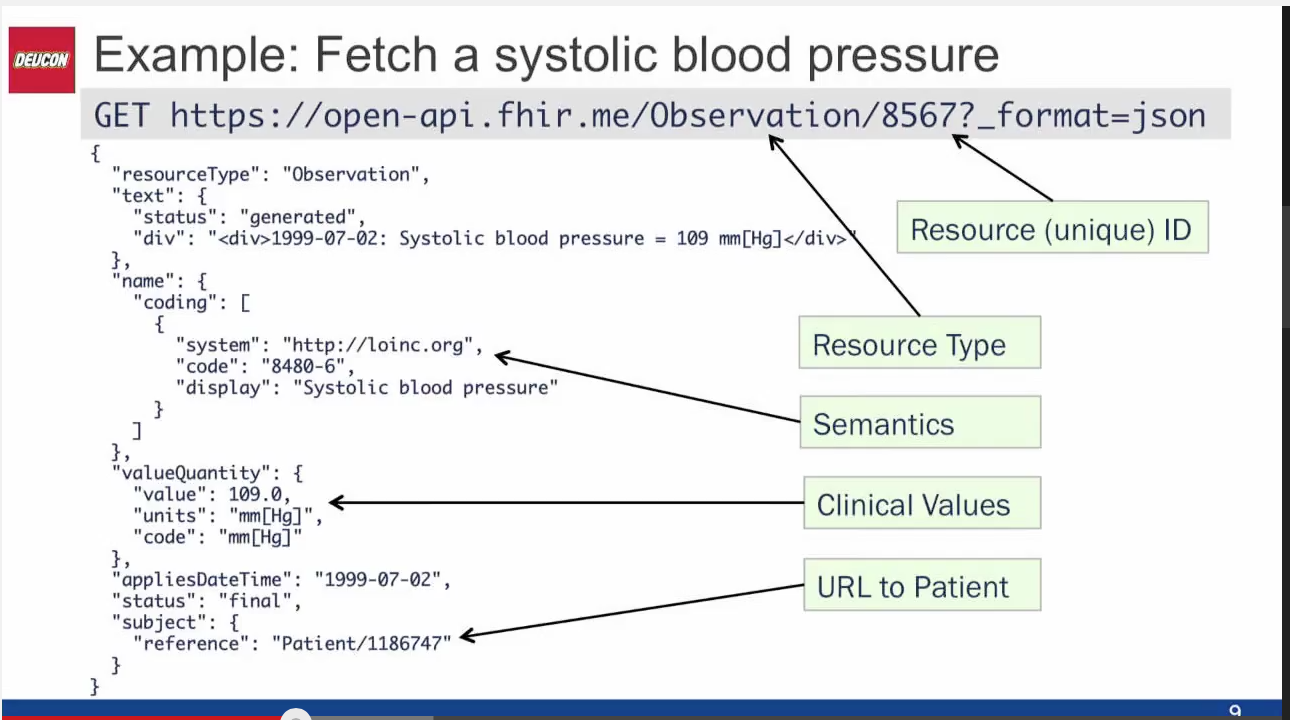 DEVCON
Example: Fetch a systolic blood pressure
GET https://open-api.fhir.me/Observation/8567?_format=json
{
"resourceType": "Observation",
"text": {
"status": "generated",
"div": "<div>1999-07-02: Systolic blood pressure = 109 mm[Hg]</div>"
},
"name": {
"coding": [
{
"system": "http://loinc.org",
"code": "8480-6",
"display": "Systolic blood pressure"
}
]
},
"valueQuantity": {
"value": 109.0,
"units": "mm[Hg]",
"code": "mm[Hg]"
},
"appliesDateTime": "1999-07-02",
"status": "final",
"subject": {
"reference": "Patient/1186747"
}
}
Resource (unique) ID
Resource Type
Semantics
Clinical Values
URL to Patient
9